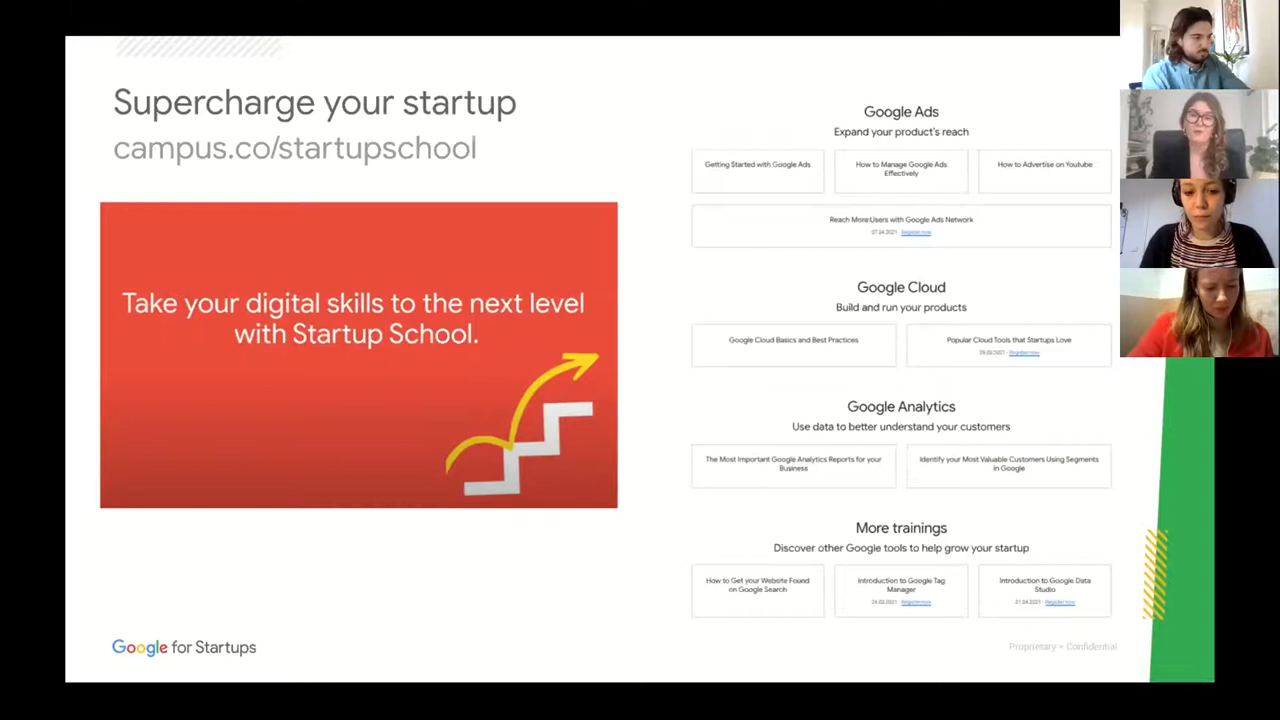 Supercharge your startup
campus.co/startupschool
Take your digital skills to the next level
with Startup School.
Google for Startups
Google Ads
Expand your product's reach
Getting Started with Google Ads
How to Manage Google Ads
Effectively
How to Advertise on Youtube
Reach More Users with Google Ads Network
07.04.2021 - Register now
Google Cloud
Build and run your products
Google Cloud Basics and Best Practices
Popular Cloud Tools that Startups Love
Register now
Google Analytics
Use data to better understand your customers
The Most Important Google Analytics Reports for your
Business
Identify your Most Valuable Customers Using Segments
in Google
More trainings
Discover other Google tools to help grow your startup
How to Get your Website Found
on Google Search
Introduction to Google Tag
Manager
24.03.2021 - Register now
Introduction to Google Data
Studio
Register now
Proprietary + Confidential